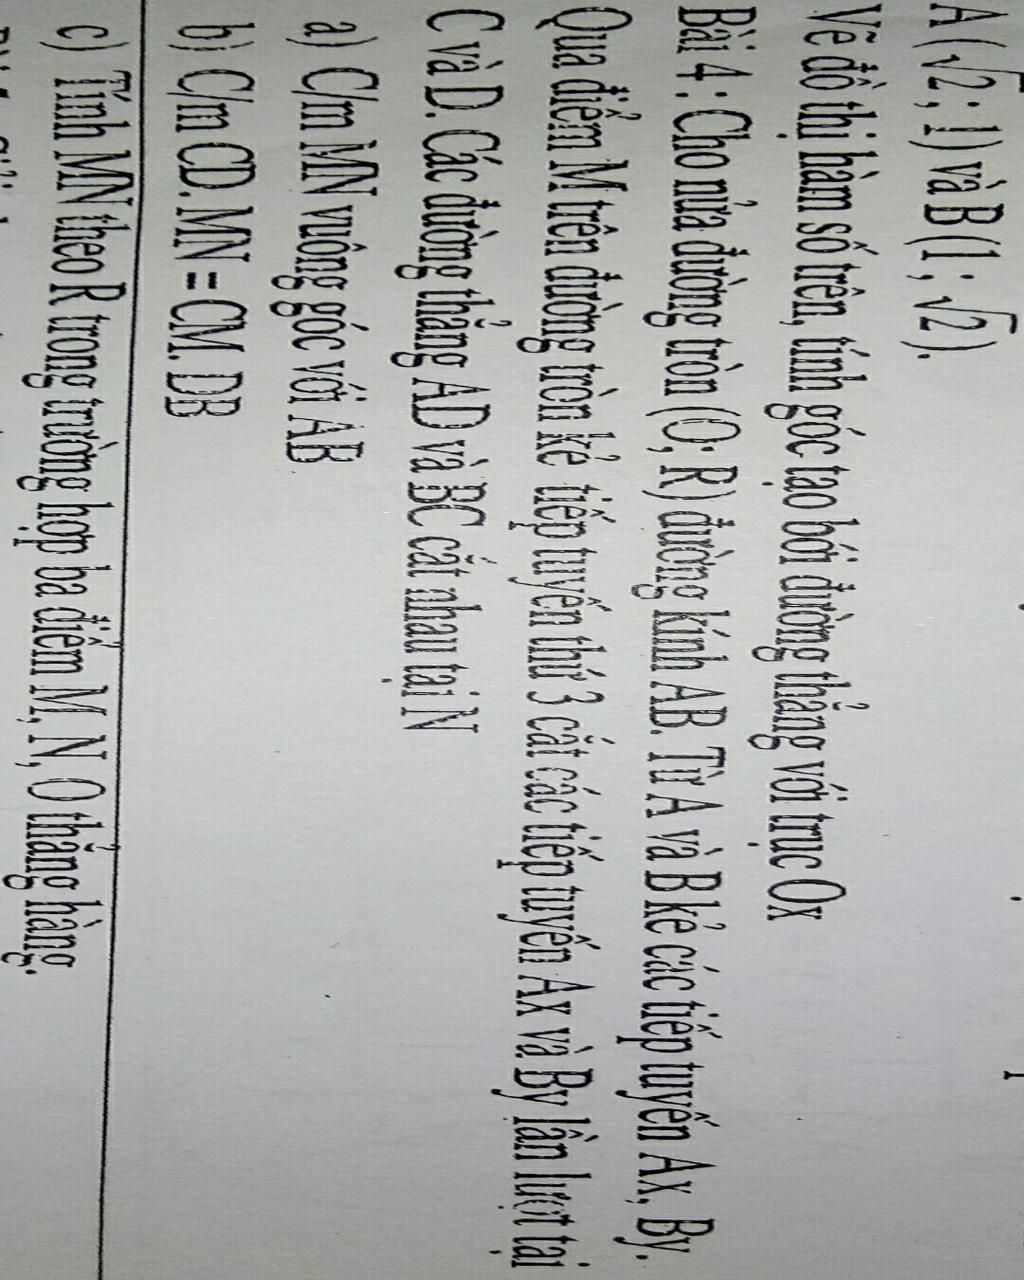 A (√2 ; 1) và B (1 ; √2).
Vẽ đồ thị hàm số trên, tính góc tạo bới đường thẳng với trục Ox
Bài 4 : Cho nửa đường tròn (O; R) đường kính AB. Từ A và B kẻ các tiếp tuyến Ax, By.
Qua điểm M trên đường tròn kẻ tiếp tuyến thứ 3 cắt các tiếp tuyến Ax và By lần lượt tại
C và D. Các đường thẳng AD và BC cắt nhau tại N
a) C/m MN vuông góc với AB
b) C/m CD. MN = CM. DB
c) Tính MN theo R trong trường hợp ba điểm M, N, O thẳng hàng.